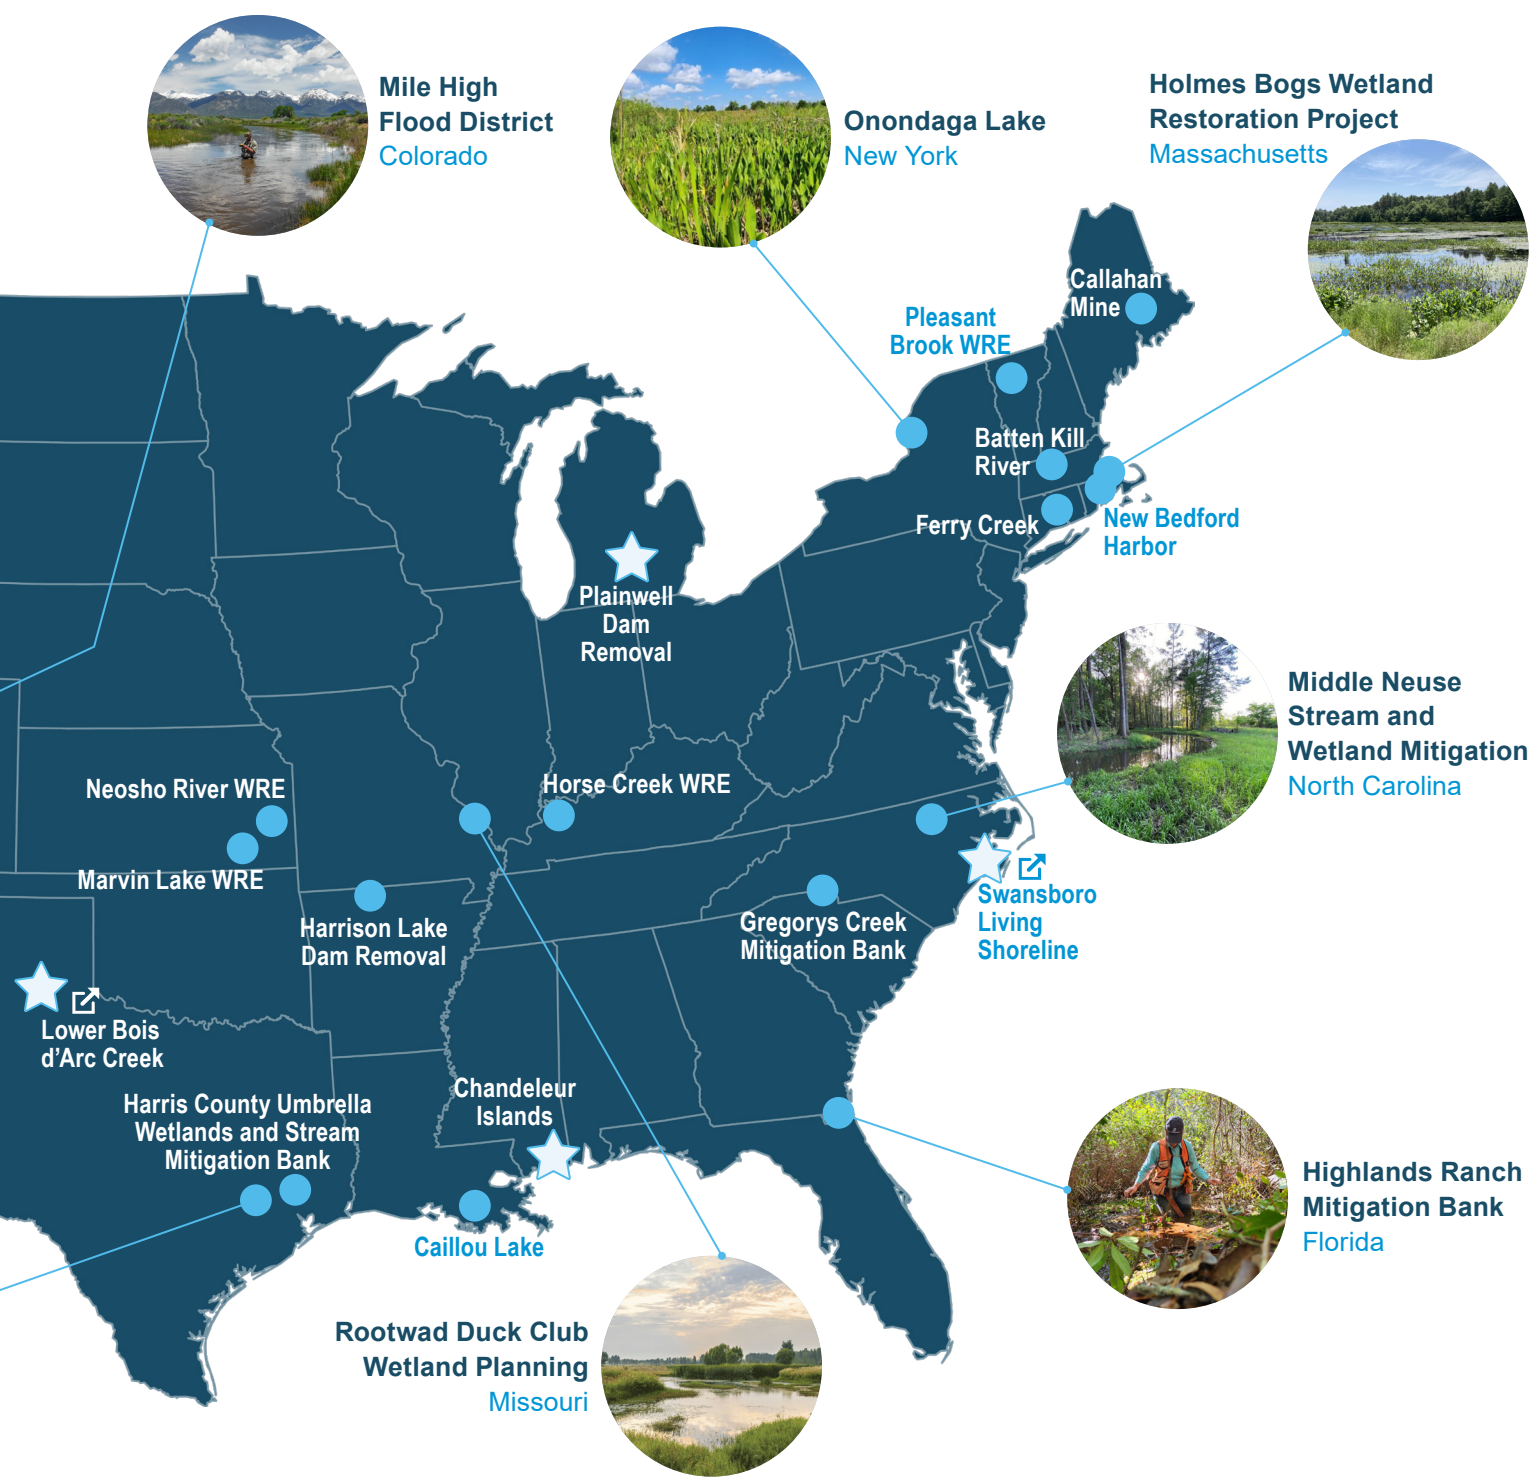 Mile High
Flood District
Colorado
Onondaga Lake
New York
Holmes Bogs Wetland
Restoration Project
Massachusetts
Callahan
Mine
Pleasant
Brook WRE
Batten Kill
River
Ferry Creek
New Bedford
Harbor
Plainwell
Dam
Removal
Middle Neuse
Stream and
Wetland Mitigation
North Carolina
Neosho River WRE
Horse Creek WRE
Marvin Lake WRE
Harrison Lake
Dam Removal
Gregorys Creek
Mitigation Bank
Swansboro
Living
Shoreline
Lower Bois
d'Arc Creek
Chandeleur
Islands
Harris County Umbrella
Wetlands and Stream
Mitigation Bank
Caillou Lake
Highlands Ranch
Mitigation Bank
Florida
Rootwad Duck Club
Wetland Planning
Missouri